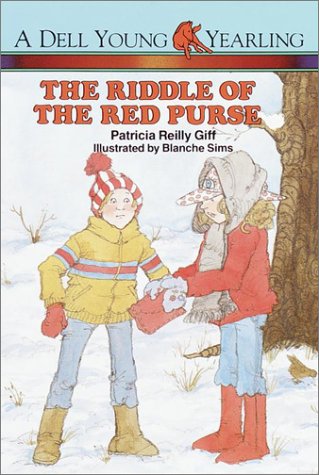 A DELL YOUNG YEARLING
THE RIDDLE OF
THE RED PURSE
Patricia Reilly Giff
Illustrated by Blanche Sims